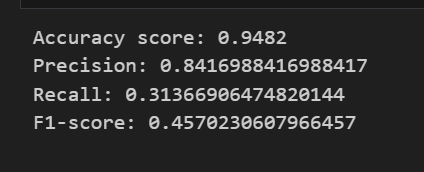 Accuracy score: 0.9482
Precision: 0.8416988416988417
Recall: 0.31366906474820144
F1-score: 0.4570230607966457